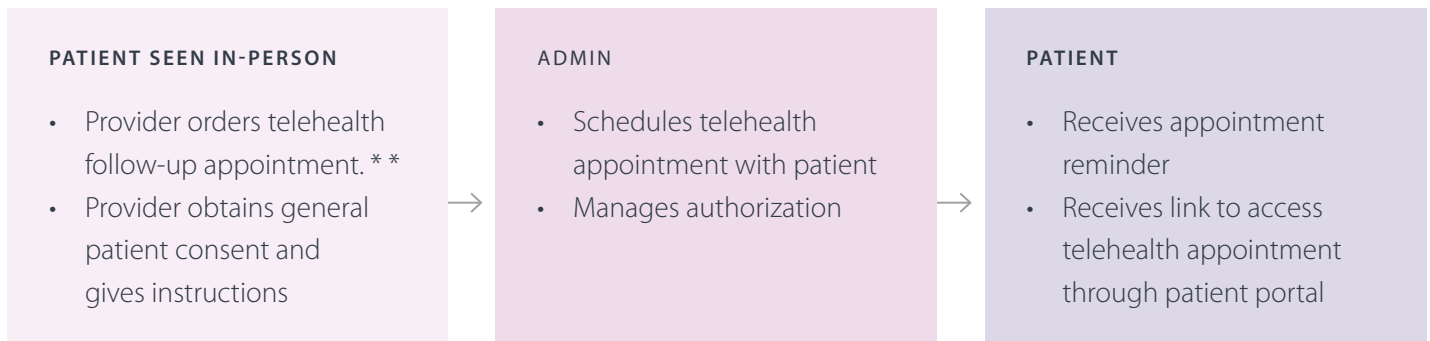 PATIENT SEEN IN-PERSON
• Provider orders telehealth
follow-up appointment. * *
• Provider obtains general
patient consent and
gives instructions
ADMIN
• Schedules telehealth
appointment with patient
• Manages authorization
PATIENT
• Receives appointment
reminder
• Receives link to access
telehealth appointment
through patient portal